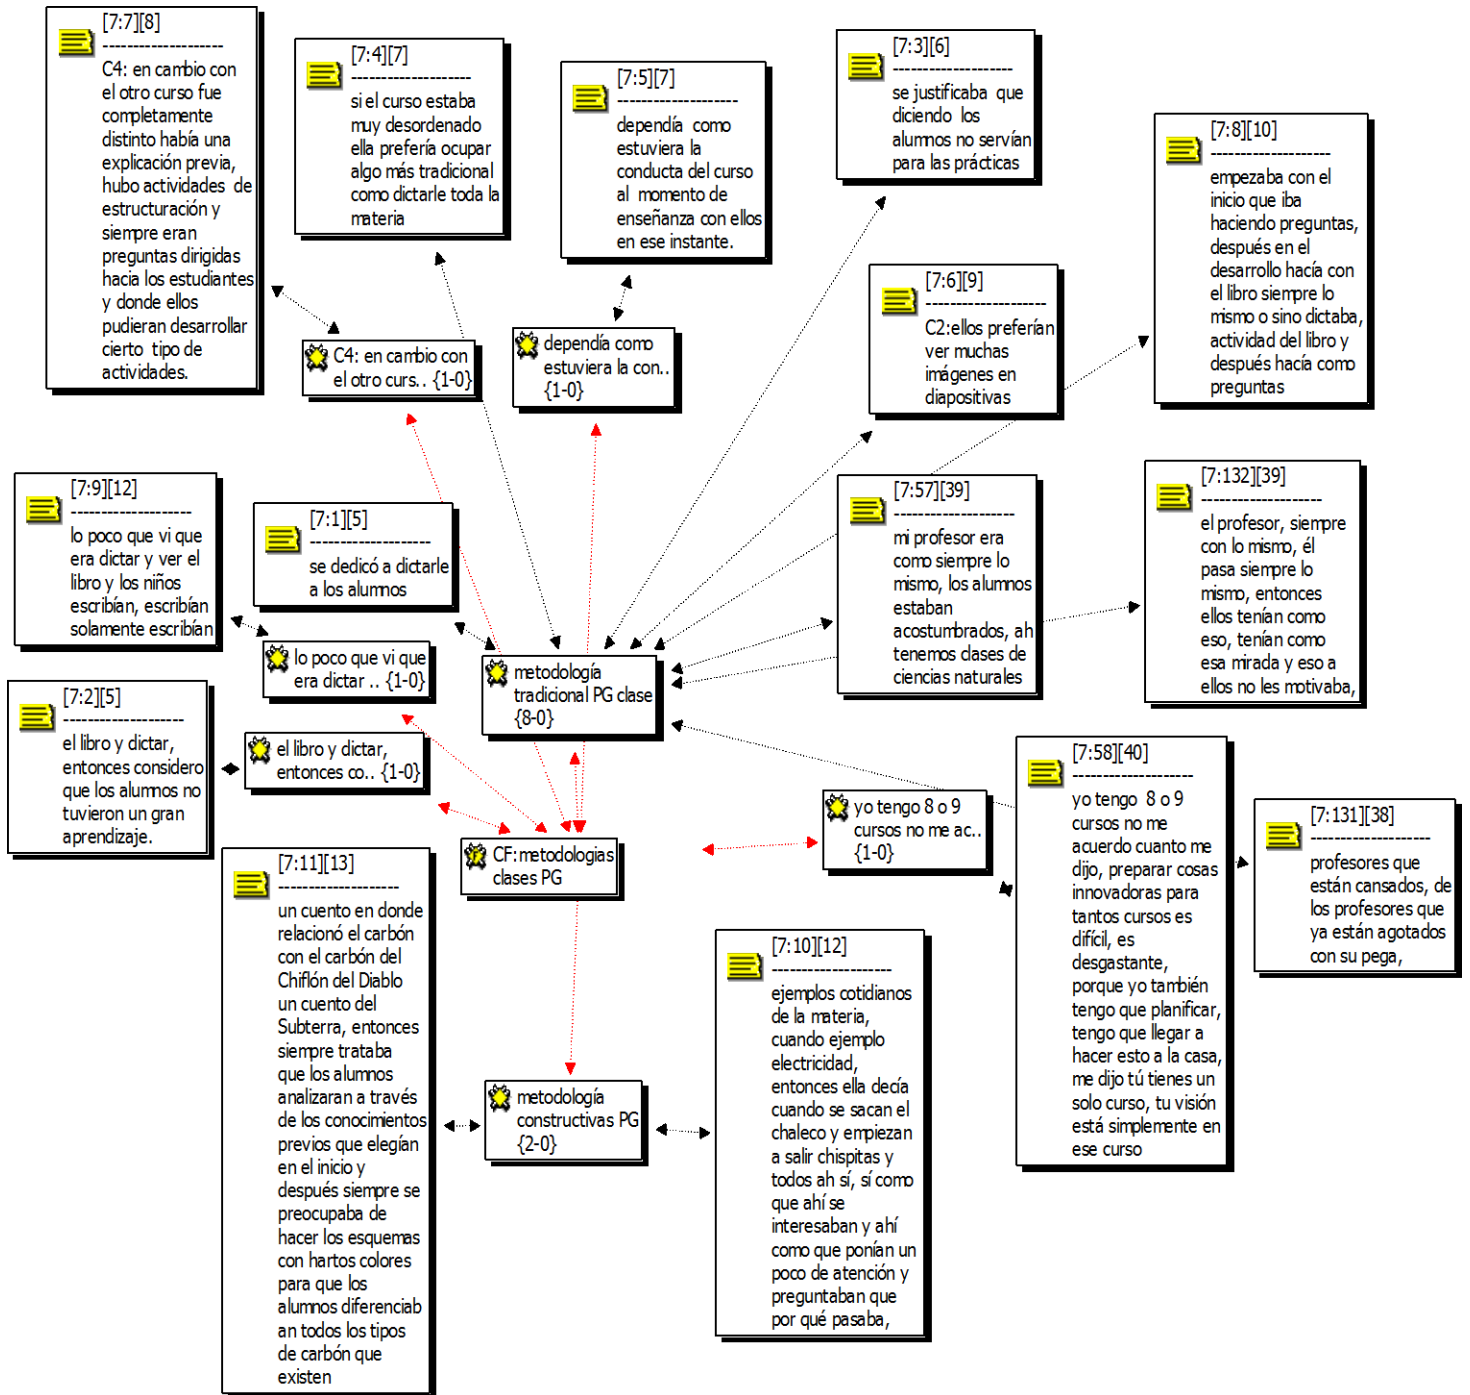 [7:7][8]
--------------------
C4: en cambio con
el otro curso fue
completamente
distinto había una
explicación previa,
hubo actividades de
estructuración y
siempre eran
preguntas dirigidas
hacia los estudiantes
y donde ellos
pudieran desarrollar
cierto tipo de
actividades.
[7:4][7]
--------------------
si el curso estaba
muy desordenado
ella prefería ocupar
algo más tradicional
como dictarle toda la
materia
[7:5][7]
--------------------
dependía como
estuviera la
conducta del curso
al momento de
enseñanza con ellos
en ese instante.
[7:3][6]
--------------------
se justificaba que
diciendo los
alumnos no servían
para las prácticas
[7:8][10]
--------------------
empezaba con el
inicio que iba
haciendo preguntas,
después en el
desarrollo hacía con
el libro siempre lo
mismo o sino dictaba,
actividad del libro y
después hacía como
preguntas
[7:6][9]
--------------------
C2:ellos preferían
ver muchas
imágenes en
diapositivas
C4: en cambio con
el otro curs.. {1-0}
dependía como
estuviera la con..
{1-0}
[7:9][12]
--------------------
lo poco que vi que
era dictar y ver el
libro y los niños
escribían, escribían
solamente escribían
[7:1][5]
--------------------
se dedicó a dictarle
a los alumnos
[7:57][39]
--------------------
mi profesor era
como siempre lo
mismo, los alumnos
estaban
acostumbrados, ah
tenemos clases de
ciencias naturales
[7:132][39]
--------------------
el profesor, siempre
con lo mismo, él
pasa siempre lo
mismo, entonces
ellos tenían como
eso, tenían como
esa mirada y eso a
ellos no les motivaba,
lo poco que vi que
era dictar .. {1-0}
metodología
tradicional PG clase
{8-0}
[7:2][5]
--------------------
el libro y dictar,
entonces considero
que los alumnos no
tuvieron un gran
aprendizaje.
el libro y dictar,
entonces co.. {1-0}
yo tengo 8 o 9
cursos no me ac..
{1-0}
[7:58][40]
--------------------
yo tengo 8 o 9
cursos no me
acuerdo cuanto me
dijo, preparar cosas
innovadoras para
tantos cursos es
difícil, es
desgastante,
porque yo también
tengo que planificar,
tengo que llegar a
hacer esto a la casa,
me dijo tú tienes un
solo curso, tu visión
está simplemente en
ese curso
[7:131][38]
--------------------
profesores que
están cansados, de
los profesores que
ya están agotados
con su pega,
CF:metodologias
clases PG
[7:11][13]
--------------------
un cuento en donde
relacionó el carbón
con el carbón del
Chiflón del Diablo
un cuento del
Subterra, entonces
siempre trataba
que los alumnos
analizaran a través
de los conocimientos
previos que elegían
en el inicio y
después siempre se
preocupaba de
hacer los esquemas
con hartos colores
para que los
alumnos diferenciab
an todos los tipos
de carbón que
existen
metodología
constructivas PG
{2-0}
[7:10][12]
--------------------
ejemplos cotidianos
de la materia,
cuando ejemplo
electricidad,
entonces ella decía
cuando se sacan el
chaleco y empiezan
a salir chispitas y
todos ah sí, sí como
que ahí se
interesaban y ahí
como que ponían un
poco de atención y
preguntaban que
por qué pasaba,